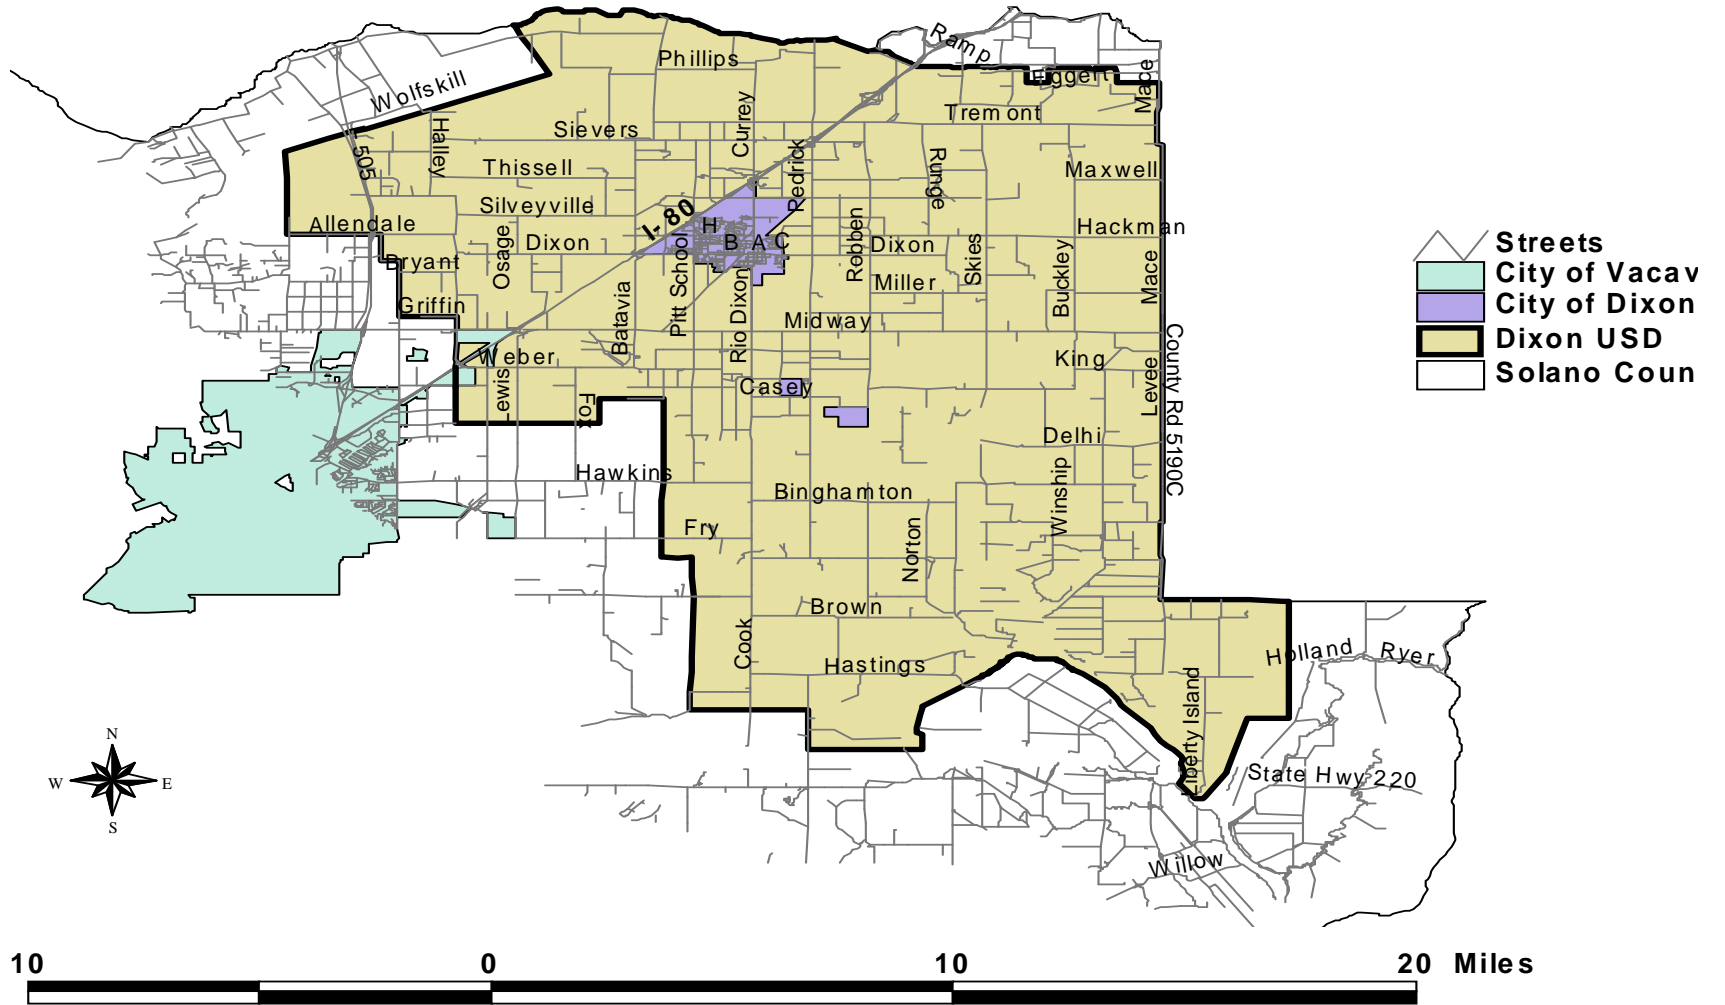 Ramp
Phillips
Eggert
Mace
Wolfskill
Tremont
Currey
Sievers
Halley
505
Thissell
Pedrick
Runge
Maxwell
Silveyville
I-80
Allendale
H
B
A
C
Robben
Hackman
Osage
Dixon
Dixon
Skies
Bryant
Pitt School
Buckley
Mace
Miller
Griffin
Batavia
Rio Dixon
Midway
Weber
King
Lewis
Fox
Casey
Levee
County Rd 5190C
Delhi
Hawkins
Binghamton
Winship
Fry
Norton
Brown
Cook
Hastings
Holland
Ryer
Liberty Island
State Hwy 220
Willow
Streets
City of Vacav
City of Dixon
Dixon USD
Solano Coun
N
W
E
S
10
0
10
20 Miles